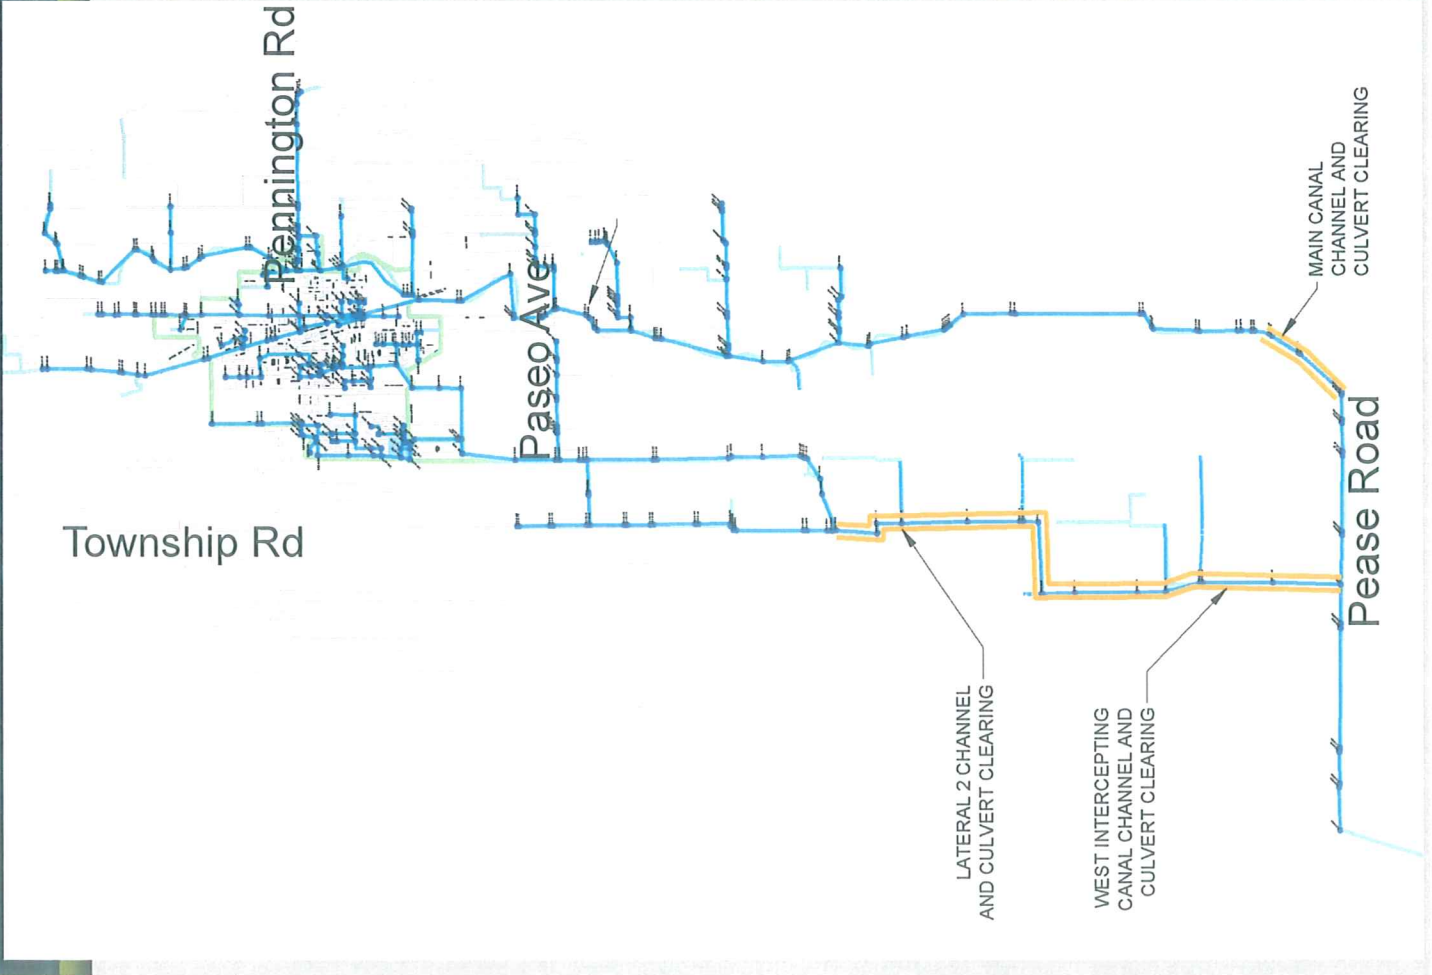 Pennington Rd
Paseo Ave
Township Rd
Pease Road
MAIN CANAL
CHANNEL AND
CULVERT CLEARING
LATERAL 2 CHANNEL
AND CULVERT CLEARING
WEST INTERCEPTING
CANAL CHANNEL AND
CULVERT CLEARING